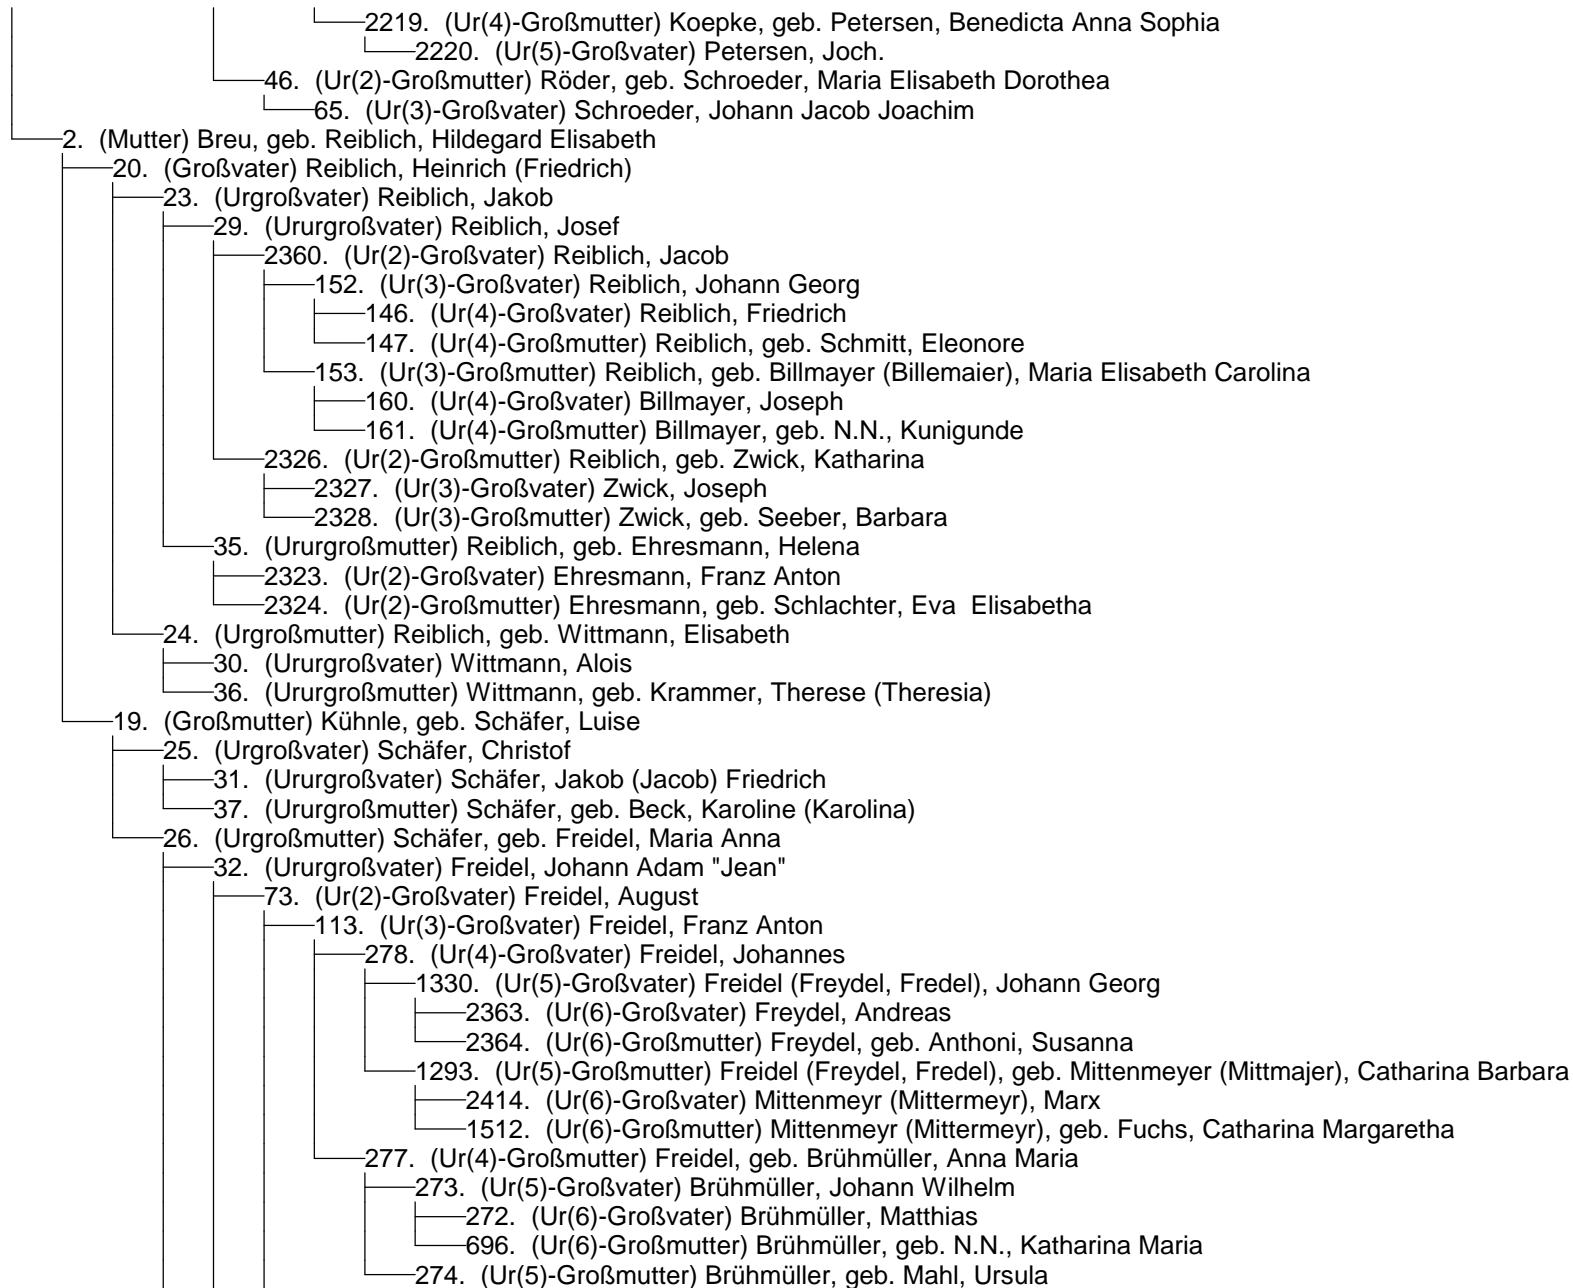 2219. (Ur(4)-Großmutter) Koepke, geb. Petersen, Benedicta Anna Sophia
2220. (Ur(5)-Großvater) Petersen, Joch.
46. (Ur(2)-Großmutter) Röder, geb. Schroeder, Maria Elisabeth Dorothea
65. (Ur(3)-Großvater) Schroeder, Johann Jacob Joachim
2. (Mutter) Breu, geb. Reiblich, Hildegard Elisabeth
20. (Großvater) Reiblich, Heinrich (Friedrich)
23. (Urgroßvater) Reiblich, Jakob
29. (Ururgroßvater) Reiblich, Josef
2360. (Ur(2)-Großvater) Reiblich, Jacob
152. (Ur(3)-Großvater) Reiblich, Johann Georg
146. (Ur(4)-Großvater) Reiblich, Friedrich
147. (Ur(4)-Großmutter) Reiblich, geb. Schmitt, Eleonore
153. (Ur(3)-Großmutter) Reiblich, geb. Billmayer (Billemaier), Maria Elisabeth Carolina
160. (Ur(4)-Großvater) Billmayer, Joseph
161. (Ur(4)-Großmutter) Billmayer, geb. N.N., Kunigunde
2326. (Ur(2)-Großmutter) Reiblich, geb. Zwick, Katharina
2327. (Ur(3)-Großvater) Zwick, Joseph
2328. (Ur(3)-Großmutter) Zwick, geb. Seeber, Barbara
35. (Ururgroßmutter) Reiblich, geb. Ehresmann, Helena
2323. (Ur(2)-Großvater) Ehresmann, Franz Anton
2324. (Ur(2)-Großmutter) Ehresmann, geb. Schlachter, Eva Elisabetha
24. (Urgroßmutter) Reiblich, geb. Wittmann, Elisabeth
30. (Ururgroßvater) Wittmann, Alois
36. (Ururgroßmutter) Wittmann, geb. Krammer, Therese (Theresia)
19. (Großmutter) Kühnle, geb. Schäfer, Luise
25. (Urgroßvater) Schäfer, Christof
31. (Ururgroßvater) Schäfer, Jakob (Jacob) Friedrich
37. (Ururgroßmutter) Schäfer, geb. Beck, Karoline (Karolina)
26. (Urgroßmutter) Schäfer, geb. Freidel, Maria Anna
32. (Ururgroßvater) Freidel, Johann Adam "Jean"
73. (Ur(2)-Großvater) Freidel, August
113. (Ur(3)-Großvater) Freidel, Franz Anton
278. (Ur(4)-Großvater) Freidel, Johannes
1330. (Ur(5)-Großvater) Freidel (Freydel, Fredel), Johann Georg
2363. (Ur(6)-Großvater) Freydel, Andreas
2364. (Ur(6)-Großmutter) Freydel, geb. Anthoni, Susanna
1293. (Ur(5)-Großmutter) Freidel (Freydel, Fredel), geb. Mittenmeyer (Mittmajer), Catharina Barbara
2414. (Ur(6)-Großvater) Mittenmeyr (Mittermeyr), Marx
1512. (Ur(6)-Großmutter) Mittenmeyr (Mittermeyr), geb. Fuchs, Catharina Margaretha
277. (Ur(4)-Großmutter) Freidel, geb. Brühmüller, Anna Maria
273. (Ur(5)-Großvater) Brühmüller, Johann Wilhelm
272. (Ur(6)-Großvater) Brühmüller, Matthias
696. (Ur(6)-Großmutter) Brühmüller, geb. N.N., Katharina Maria
274. (Ur(5)-Großmutter) Brühmüller, geb. Mahl, Ursula